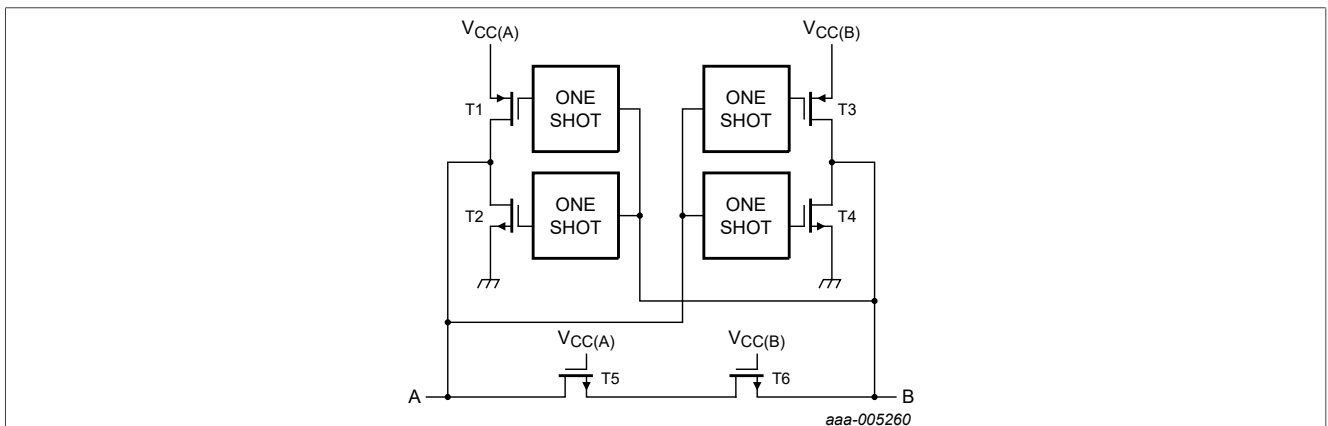 VCC(A)
VCC(B)
T1
ONE
SHOT
ONE
SHOT
T3
T2
ONE
SHOT
ONE
SHOT
T4
VCC(A)
VCC(B)
T5
T6
A
B
aaa-005260